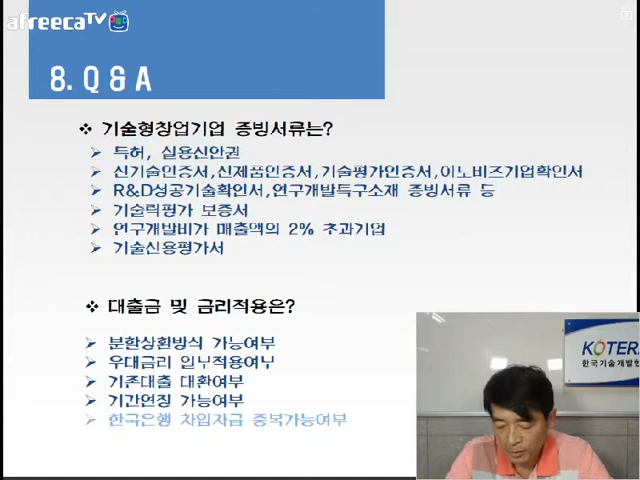 afreecaTV
8. Q & A
❖ 기술형창업기업 증빙서류는?
➢ 특허, 실용신안권
➢ 신기술인증서,신제품인증서,기술평가인증서,이노비즈기업확인서
➢ R&D성공기술확인서,연구개발특구소재 증빙서류 등
➢ 기술력평가 보증서
➢ 연구개발비가 매출액의 2% 초과기업
➢ 기술신용평가서
❖ 대출금 및 금리적용은?
➢ 분할상환방식 가능여부
➢ 우대금리 일부적용여부
➢ 기존대출 대환여부
➢ 기간연장 가능여부
➢ 한국은행 차입자금 중복가능여부
KOTER
한국기술개발협